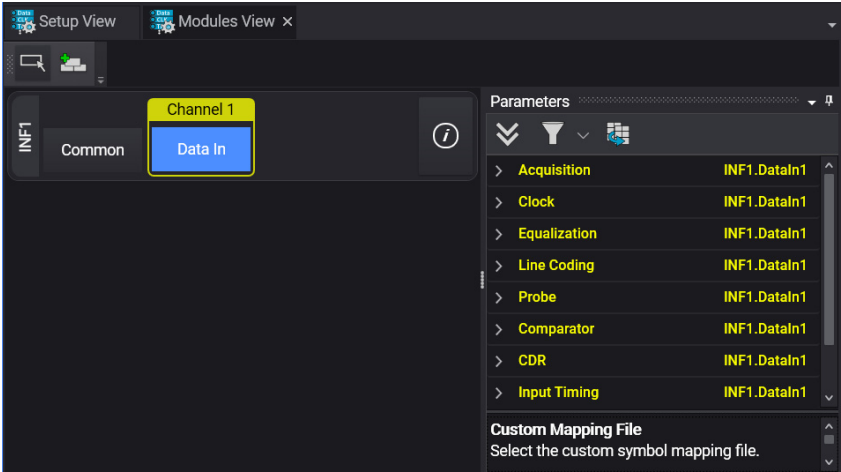 Setup View
Modules View ×
INF1
Common
Channel 1
Data In
Parameters
Acquisition INF1.DataIn1
Clock INF1.DataIn1
Equalization INF1.DataIn1
Line Coding INF1.DataIn1
Probe INF1.DataIn1
Comparator INF1.DataIn1
CDR INF1.DataIn1
Input Timing INF1.DataIn1
Custom Mapping File
Select the custom symbol mapping file.